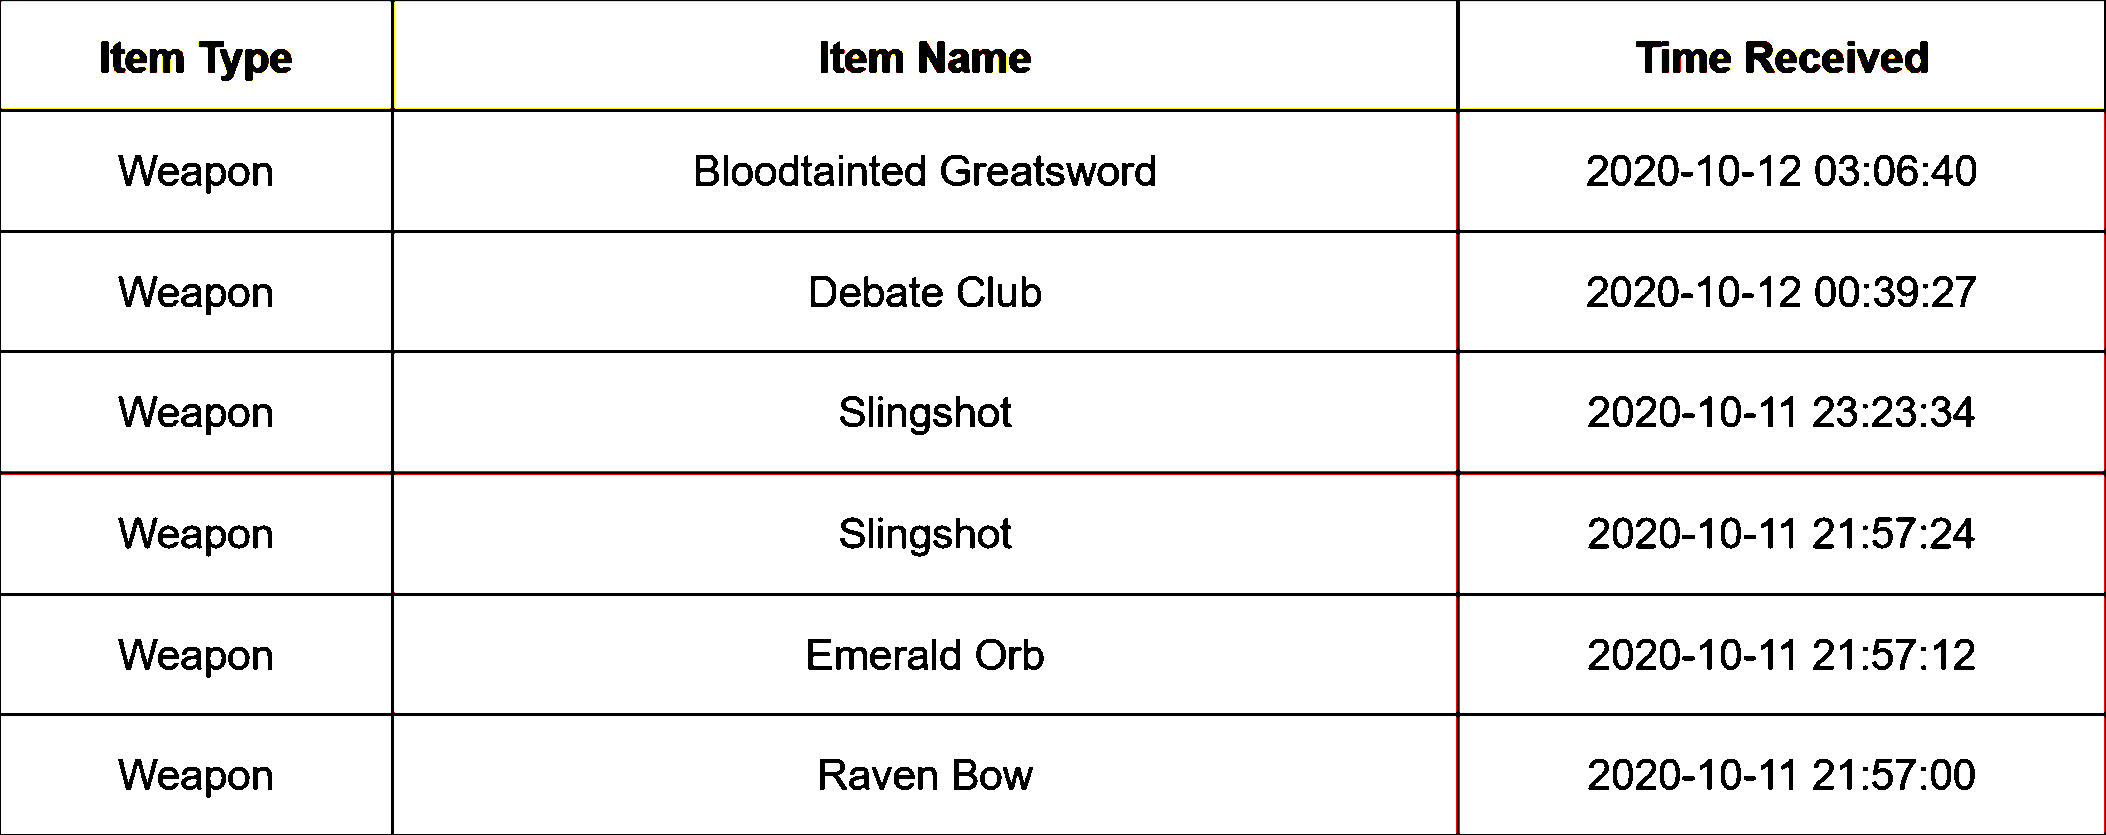 Item Type Item Name Time Received
Weapon Bloodtainted Greatsword 2020-10-12 03:06:40
Weapon Debate Club 2020-10-12 00:39:27
Weapon Slingshot 2020-10-11 23:23:34
Weapon Slingshot 2020-10-11 21:57:24
Weapon Emerald Orb 2020-10-11 21:57:12
Weapon Raven Bow 2020-10-11 21:57:00